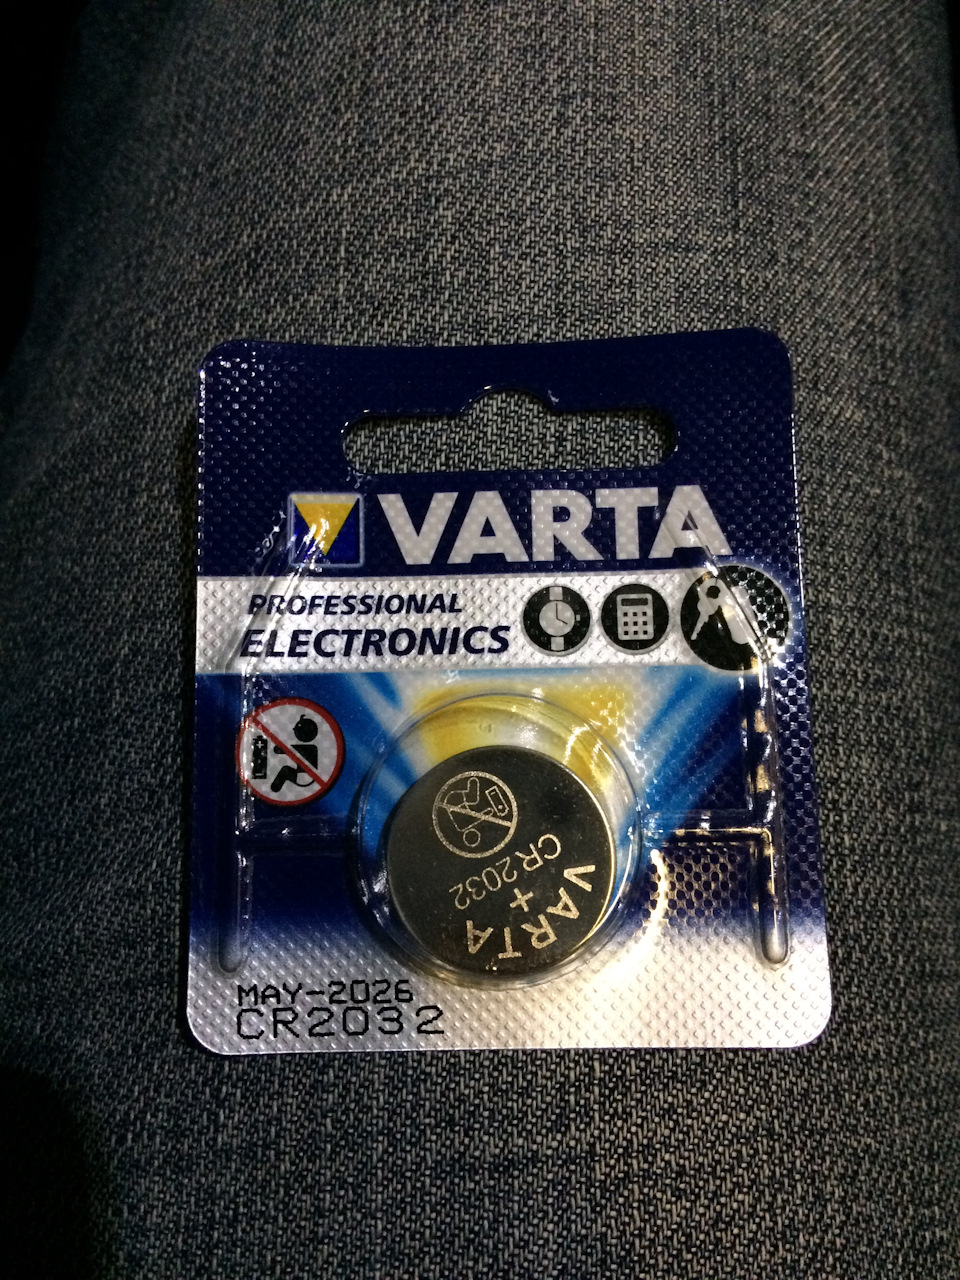 VARTA
PROFESSIONAL
ELECTRONICS
CR2032
+
VARTA
MAY-2026
CR2032